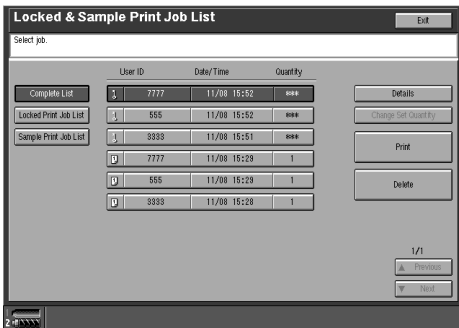 Locked & Sample Print Job List
Exit
Select job.
User ID Date/Time Quantity
Complete List 7777 11/08 15:52 *** Details
Locked Print Job List 555 11/08 15:52 *** Change Set Quantity
Sample Print Job List 3333 11/08 15:51 *** Print
7777 11/08 15:29 1
555 11/08 15:29 1 Delete
3333 11/08 15:28 1
1/1
▲ Previous
▼ Next
1
2